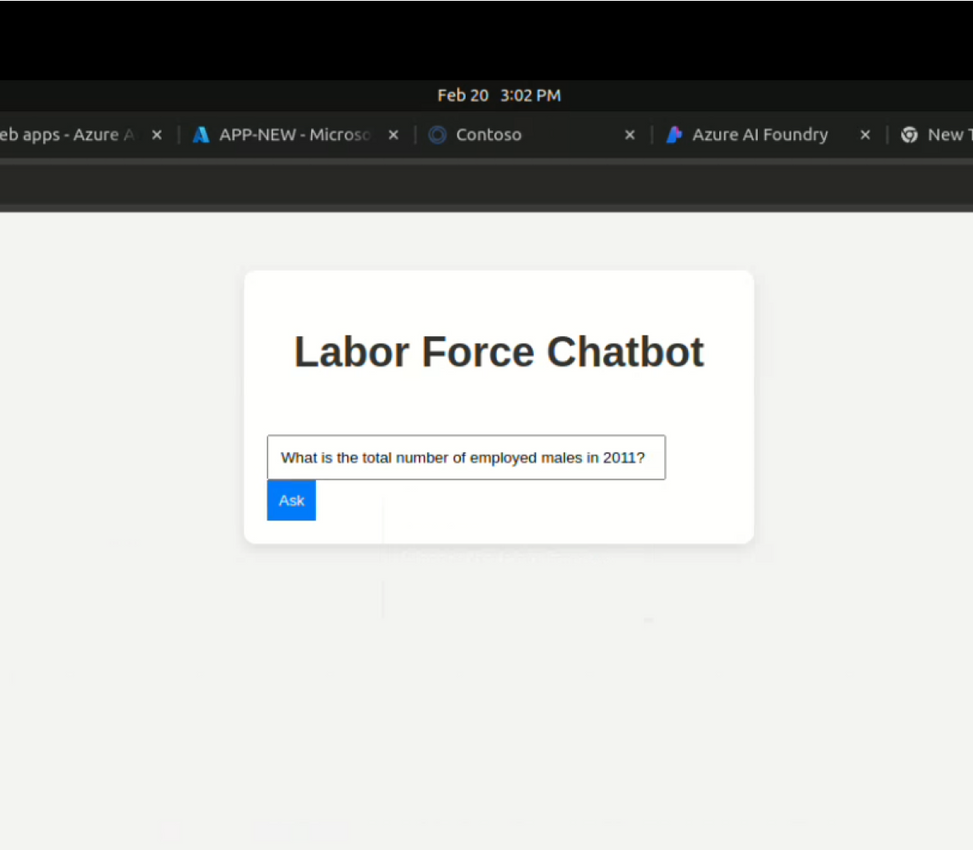 Feb 20 3:02 PM
eb apps - Azure A APP-NEW - Microso Contoso Azure AI Foundry New T
Labor Force Chatbot
What is the total number of employed males in 2011?
Ask